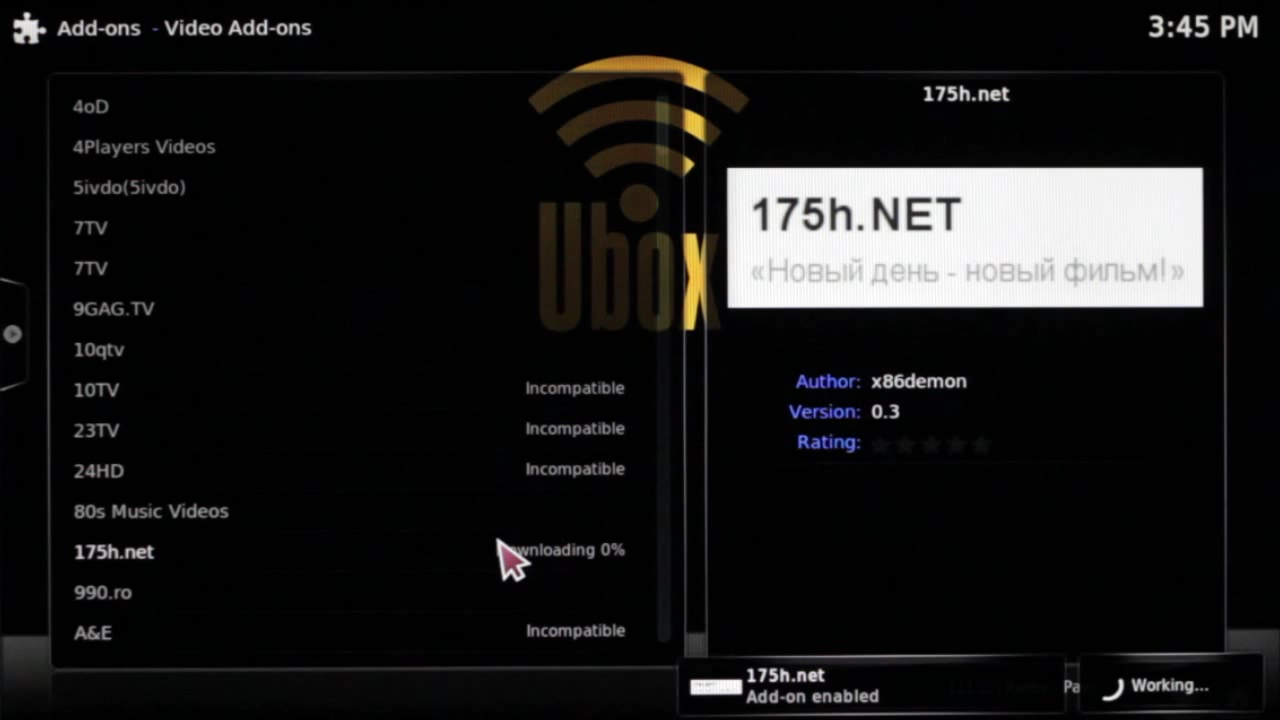 Add-ons - Video Add-ons
3:45 PM
4oD
4Players Videos
5ivdo(5ivdo)
7TV
7TV
9GAG.TV
10qtv
10TV Incompatible
23TV Incompatible
24HD Incompatible
80s Music Videos
175h.net wnloading 0%
990.ro
A&E Incompatible
Ubox
175h.net
175h.NET
«Новый день - новый фильм!»
Author: x86demon
Version: 0.3
Rating:
175h.net
Add-on enabled
Pa
Working...